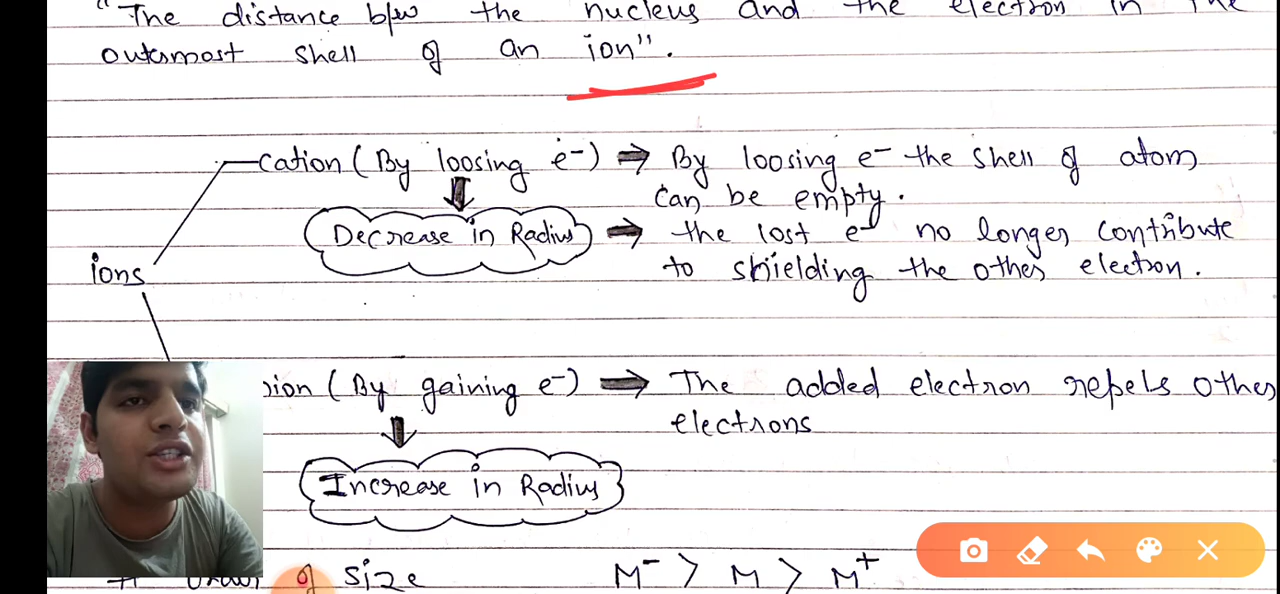 "The distance b/w the nucleus and the electron in the
outermost shell of an ion".
cation (By loosing e⁻) ⇒ By loosing e⁻ the shell of atom
can be empty.
Decrease in Radius ⇒ the lost e⁻ no longer contribute
to shielding the other electron.
ions
ion (By gaining e⁻) ⇒ The added electron repels other
electrons
Increase in Radius
of size M⁻ > M > M⁺